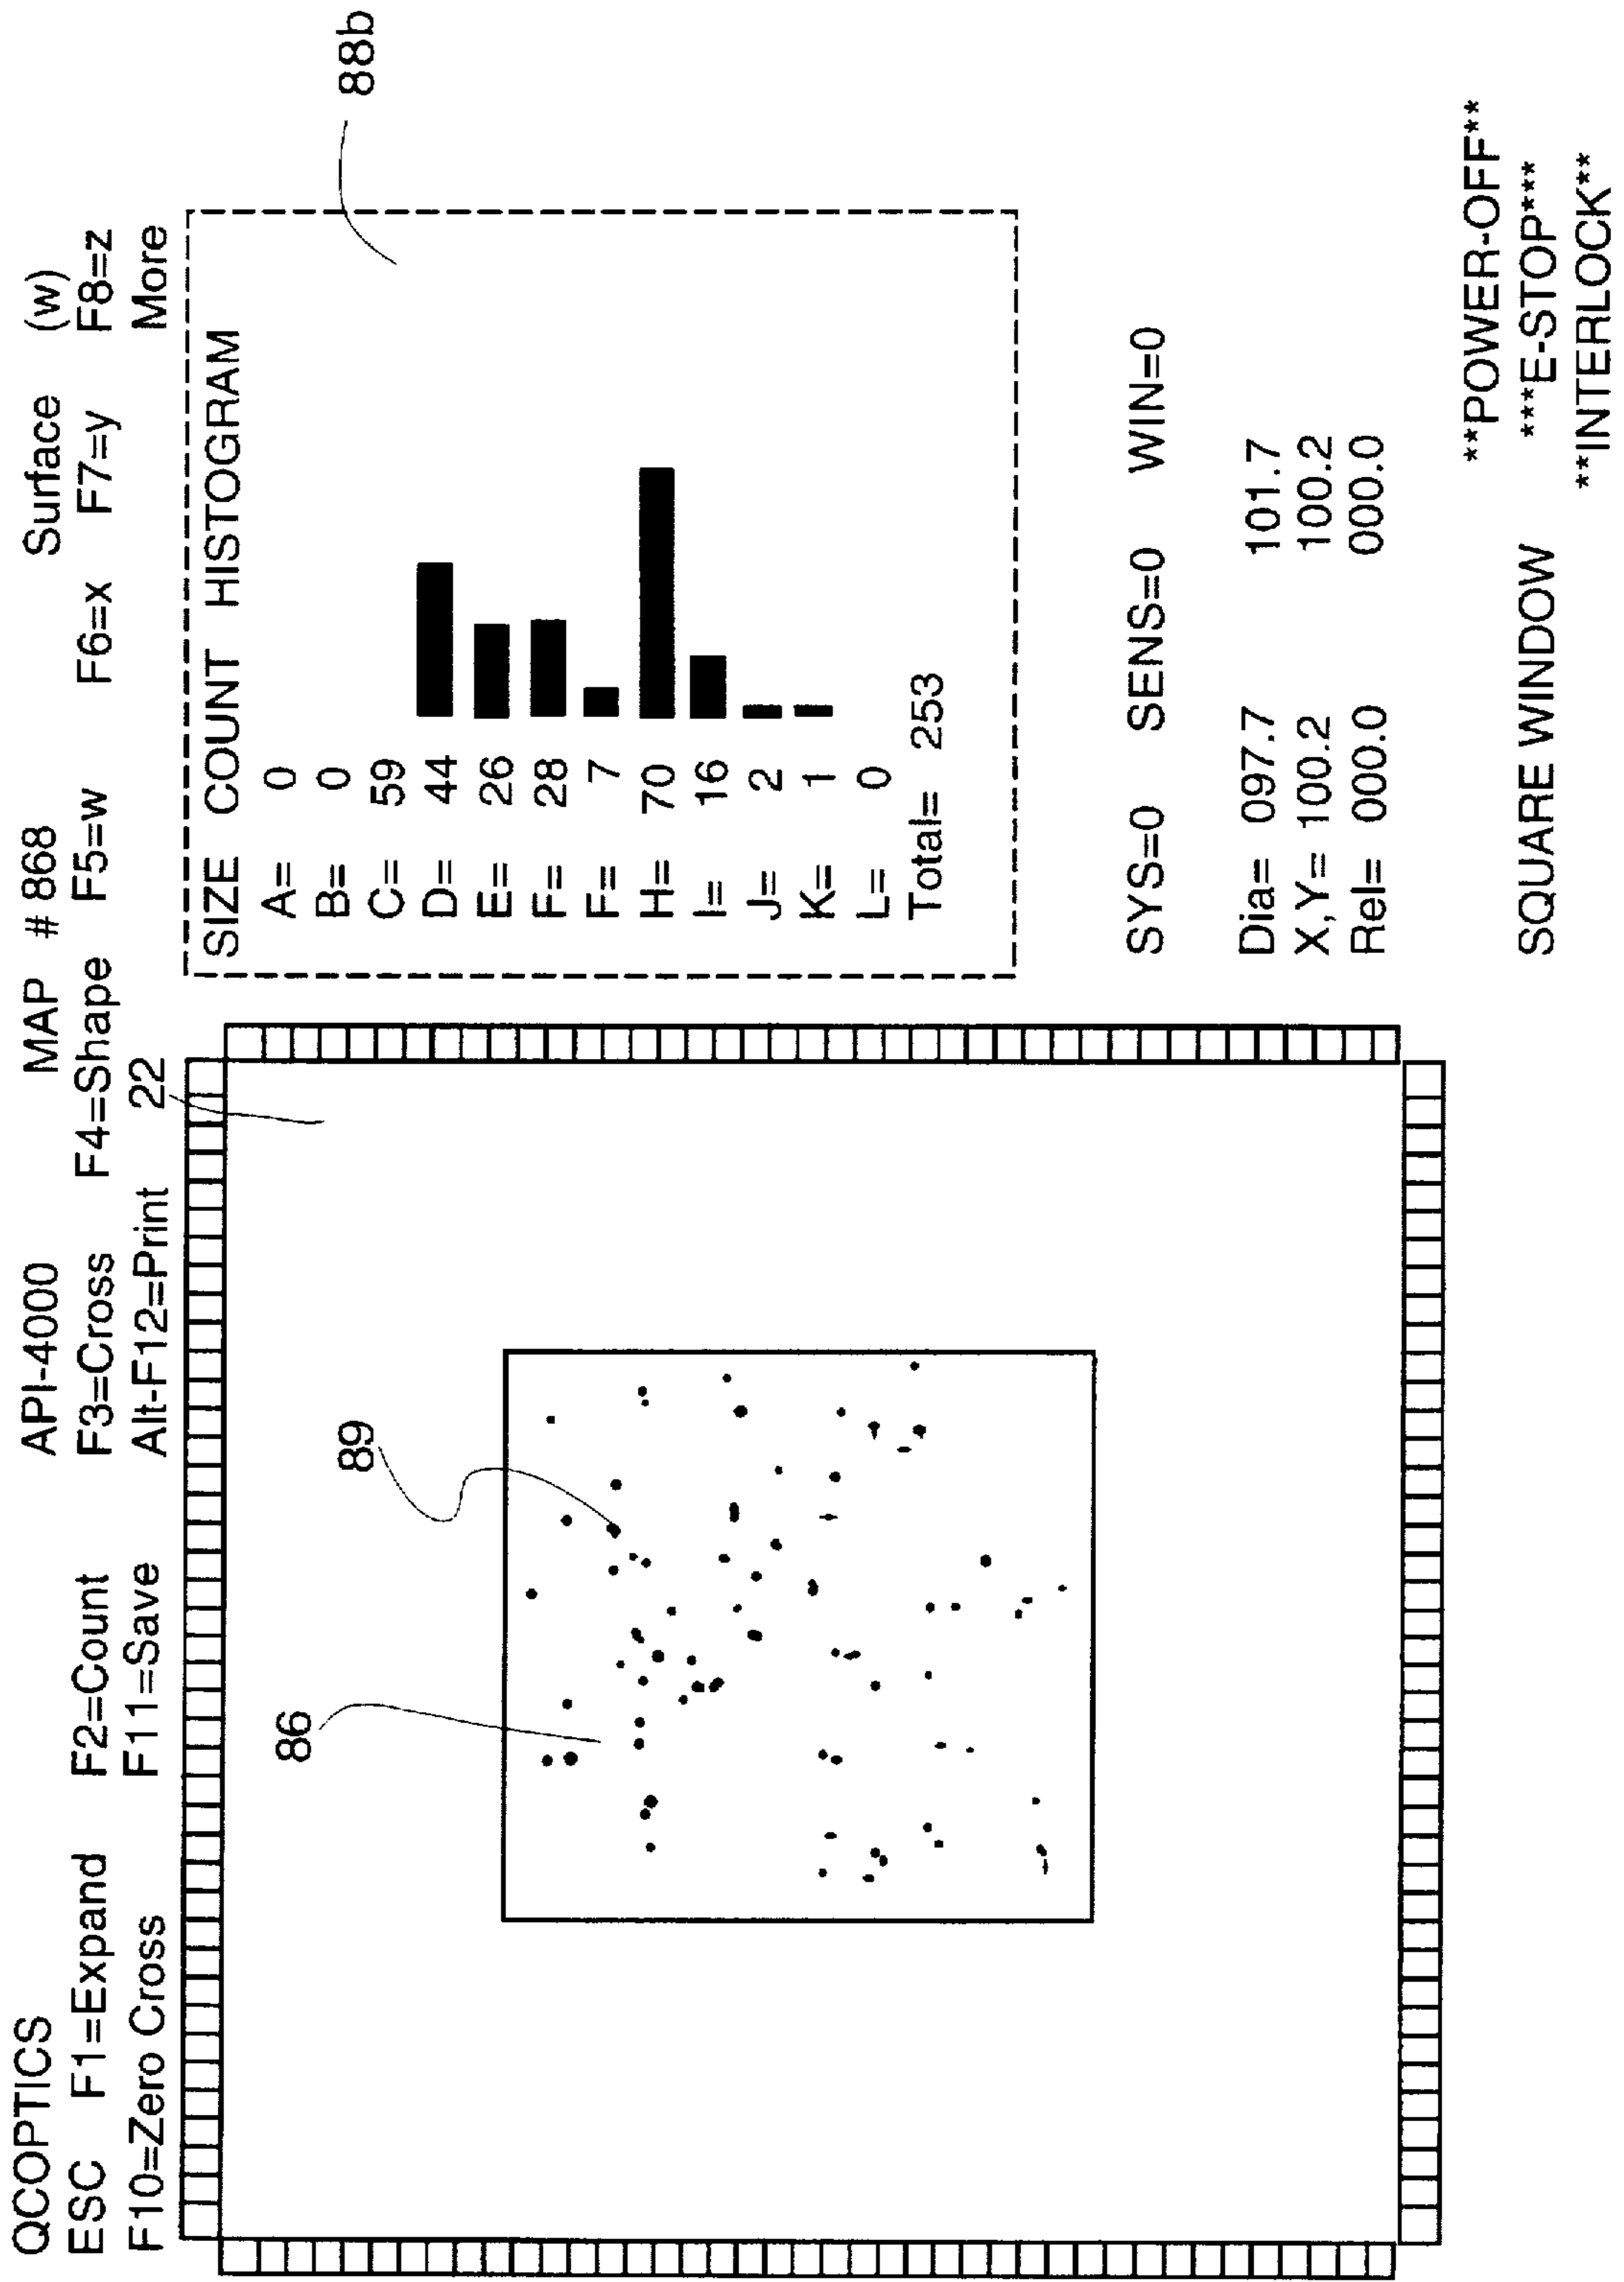 QCOPTICS API-4000 MAP # 868 Surface (w)
ESC F1=Expand F2=Count F3=Cross F4=Shape F5=w F6=x F7=y F8=z
F10=Zero Cross F11=Save Alt-F12=Print 22 More
86
89
88b
SIZE COUNT HISTOGRAM
A= 0
B= 0
C= 59
D= 44
E= 26
F= 28
F= 7
H= 70
I= 16
J= 2
K= 1
L= 0
Total= 253
SYS=0 SENS=0 WIN=0
Dia= 097.7 101.7
X,Y= 100.2 100.2
Rel= 000.0 000.0
**POWER-OFF**
SQUARE WINDOW ***E-STOP****
**INTERLOCK**